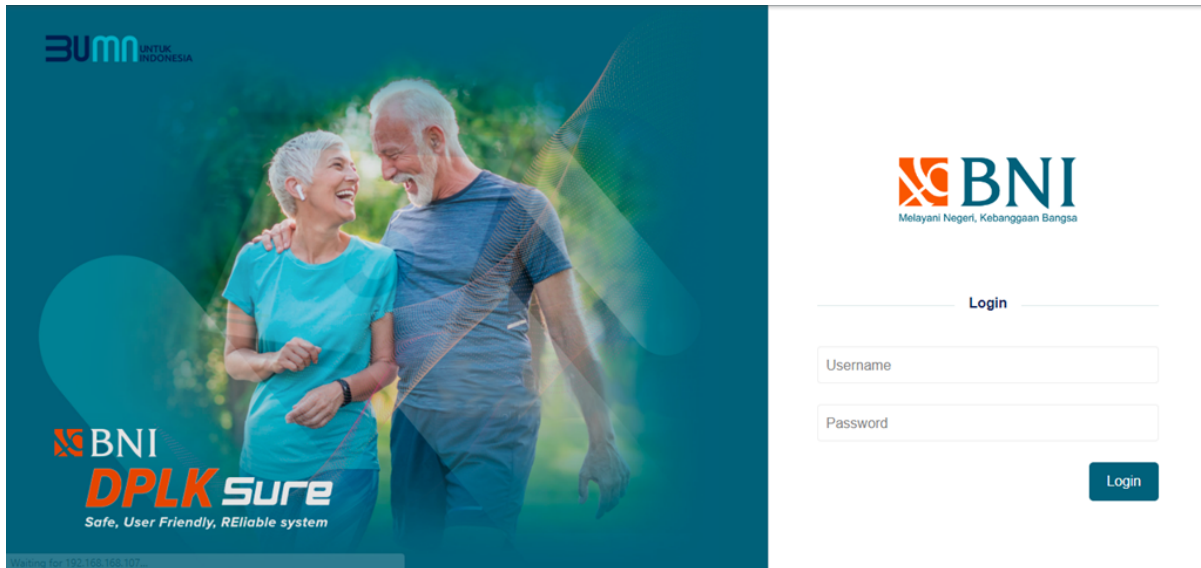 BUMN UNTUK
INDONESIA
BNI
DPLK Sure
Safe, User Friendly, REliable system
Waiting for 192.168.168.107...
BNI
Melayani Negeri, Kebanggaan Bangsa
Login
Username
Password
Login